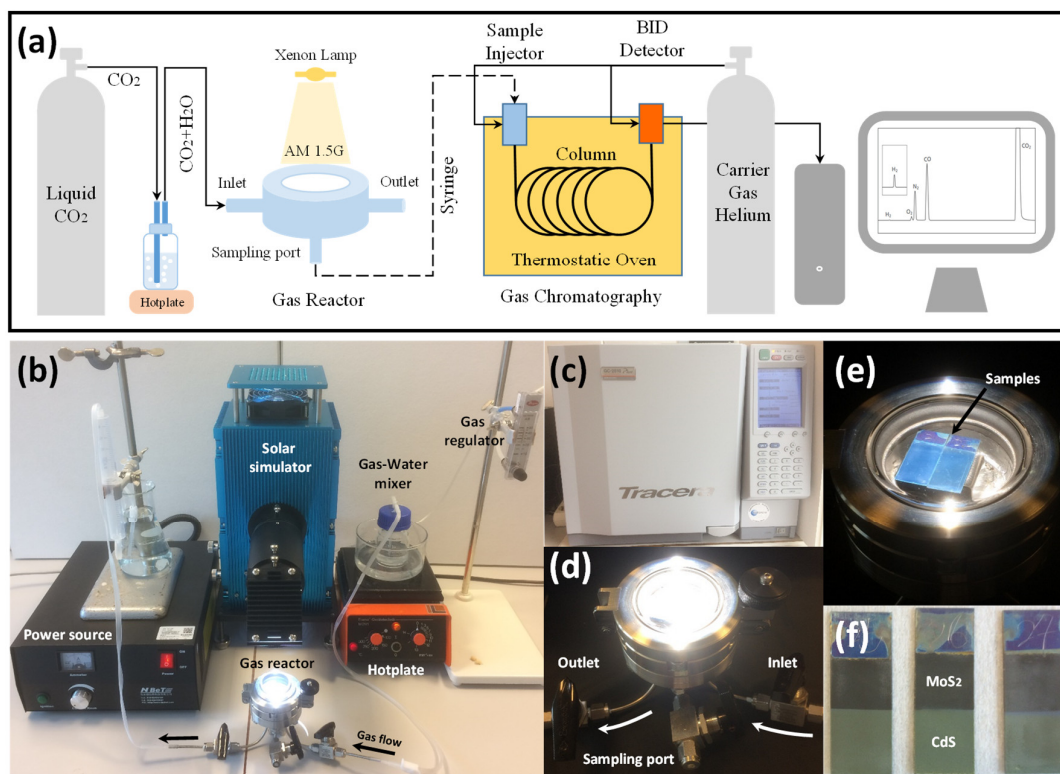 (a)
Liquid
CO2
CO2
CO2+H2O
Hotplate
Xenon Lamp
AM 1.5G
Inlet
Outlet
Sampling port
Gas Reactor
Syringe
Sample
Injector
BID
Detector
Column
Thermostatic Oven
Gas Chromatography
Carrier
Gas
Helium
H2
H2
O2
N2
CO
CO2
(b)
Solar
simulator
Gas-Water
mixer
Gas
regulator
Power source
Gas reactor
Hotplate
Gas flow
(c)
Tracera
(d)
Outlet
Inlet
Sampling port
(e)
Samples
(f)
MoS2
CdS